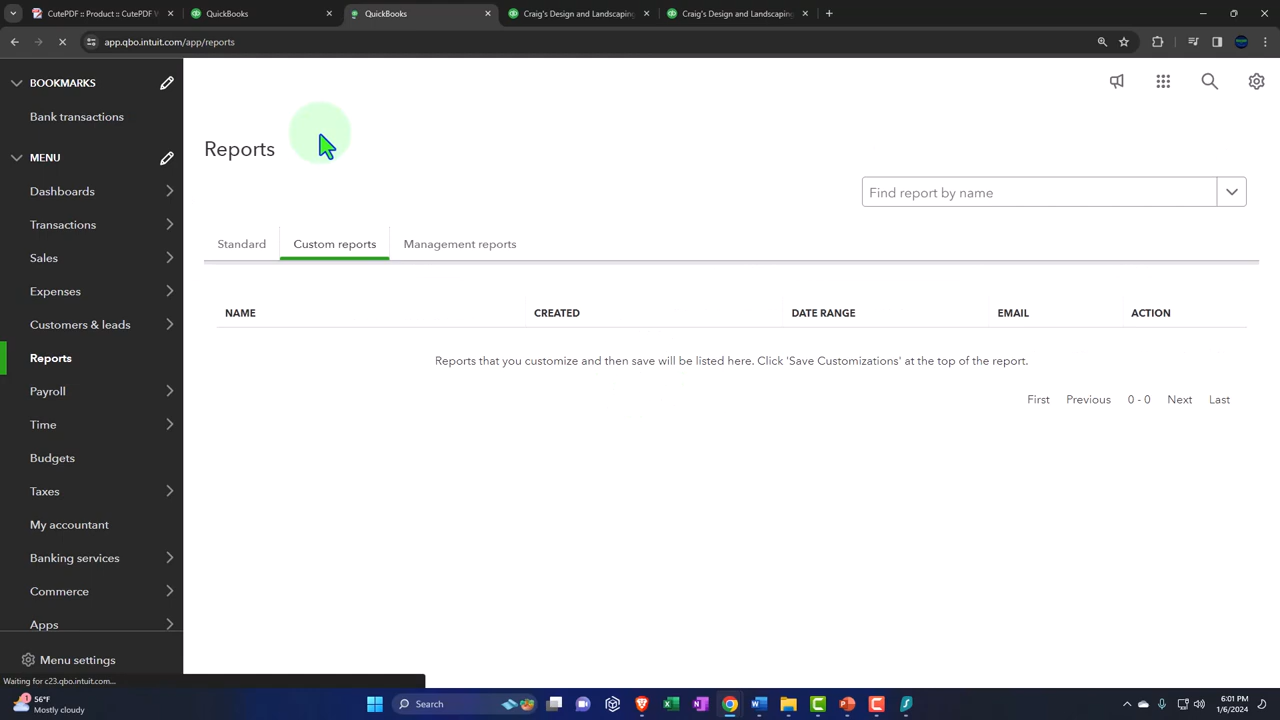 CutePDF :: Product :: CutePDF V
QuickBooks
QuickBooks
Craig's Design and Landscaping
Craig's Design and Landscaping
app.qbo.intuit.com/app/reports
BOOKMARKS
Bank transactions
MENU
Dashboards
Transactions
Sales
Expenses
Customers & leads
Reports
Payroll
Time
Budgets
Taxes
My accountant
Banking services
Commerce
Apps
Menu settings
Waiting for c23.qbo.intuit.com...
Reports
Find report by name
Standard Custom reports Management reports
NAME CREATED DATE RANGE EMAIL ACTION
Reports that you customize and then save will be listed here. Click 'Save Customizations' at the top of the report.
First Previous 0 - 0 Next Last
56°F
Mostly cloudy
Search
6:01 PM
1/6/2024